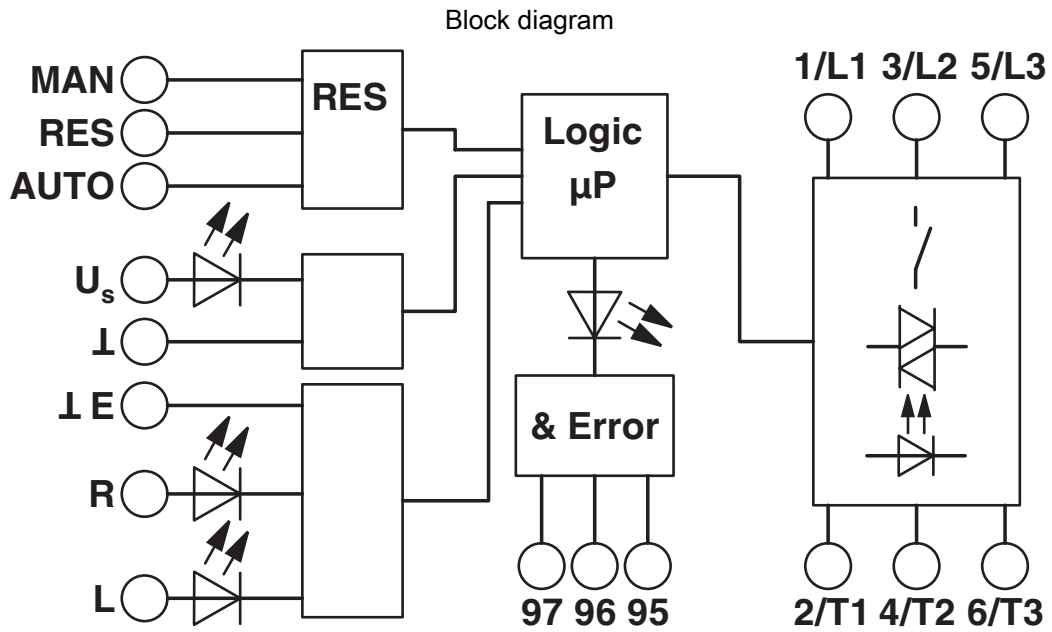 Block diagram
MAN
RES
AUTO
RES
Us
⊥
⊥ E
R
L
Logic
µP
& Error
97 96 95
1/L1 3/L2 5/L3
2/T1 4/T2 6/T3